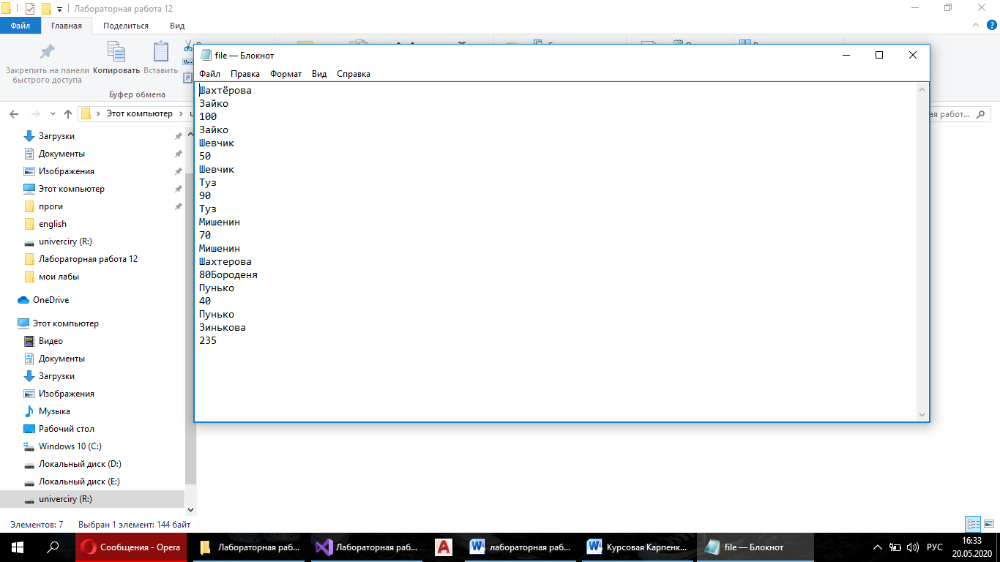 Лабораторная работа 12
Файл
Главная
Поделиться
Вид
Закрепить на панели
быстрого доступа
Копировать
Вставить
Буфер обмена
file — Блокнот
Файл Правка Формат Вид Справка
Шахтёрова
Зайко
100
Зайко
Шевчик
50
Шевчик
Туз
90
Туз
Мишенин
70
Мишенин
Шахтерова
80Бороденя
Пунько
40
Пунько
Зинькова
235
Этот компьютер
работ...
Загрузки
Документы
Изображения
Этот компьютер
проги
english
univerciry (R:)
Лабораторная работа 12
мои лабы
OneDrive
Этот компьютер
Видео
Документы
Загрузки
Изображения
Музыка
Рабочий стол
Windows 10 (C:)
Локальный диск (D:)
Локальный диск (E:)
univerciry (R:)
Элементов: 7
Выбран 1 элемент: 144 байт
Сообщения - Opera
Лабораторная раб...
Лабораторная раб...
лабораторная раб...
Курсовая Карпенк...
file — Блокнот
РУС
16:33
20.05.2020